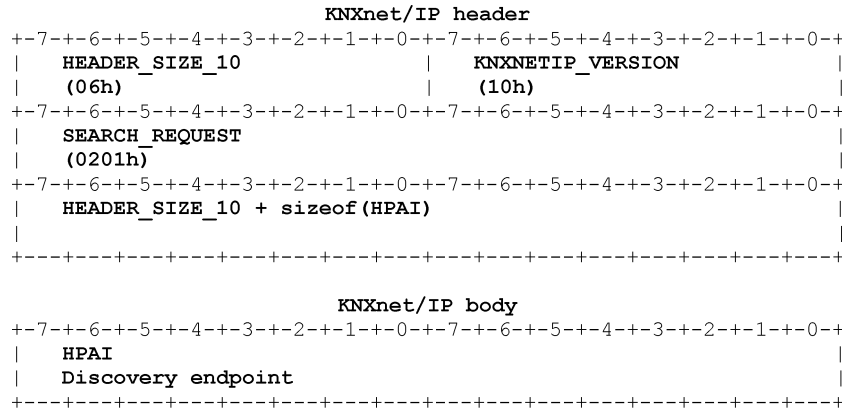 KNXnet/IP header
+-7-+-6-+-5-+-4-+-3-+-2-+-1-+-0-+-7-+-6-+-5-+-4-+-3-+-2-+-1-+-0-+
| HEADER_SIZE_10 | KNXNETIP_VERSION |
| (06h) | (10h) |
+-7-+-6-+-5-+-4-+-3-+-2-+-1-+-0-+-7-+-6-+-5-+-4-+-3-+-2-+-1-+-0-+
| SEARCH_REQUEST |
| (0201h) |
+-7-+-6-+-5-+-4-+-3-+-2-+-1-+-0-+-7-+-6-+-5-+-4-+-3-+-2-+-1-+-0-+
| HEADER_SIZE_10 + sizeof(HPAI) |
| |
+---+---+---+---+---+---+---+---+---+---+---+---+---+---+---+---+
KNXnet/IP body
+-7-+-6-+-5-+-4-+-3-+-2-+-1-+-0-+-7-+-6-+-5-+-4-+-3-+-2-+-1-+-0-+
| HPAI |
| Discovery endpoint |
+---+---+---+---+---+---+---+---+---+---+---+---+---+---+---+---+